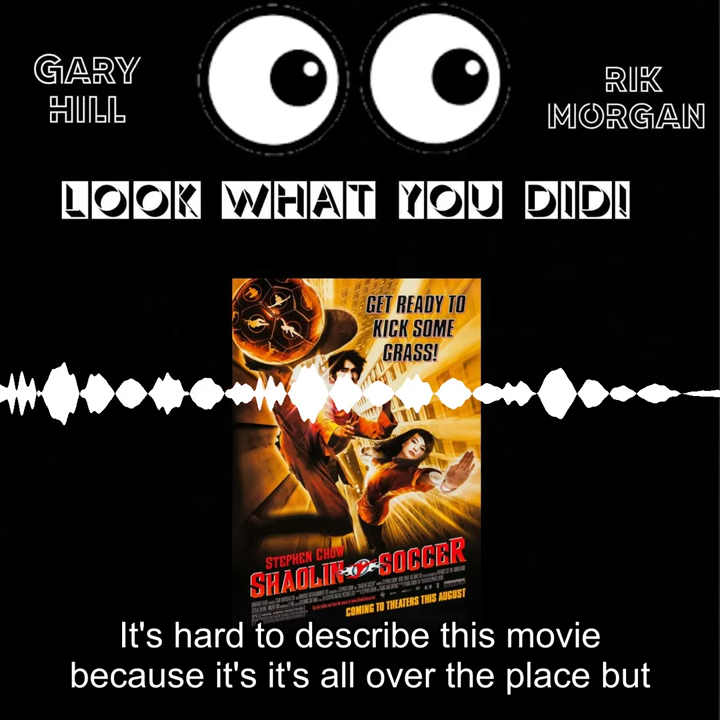 GARY
HILL
RIK
MORGAN
LOOK WHAT YOU DID!
GET READY TO
KICK SOME
GRASS!
STEPHEN CHOW
SHAOLIN SOCCER
COMING TO THEATERS THIS AUGUST
It's hard to describe this movie
because it's it's all over the place but